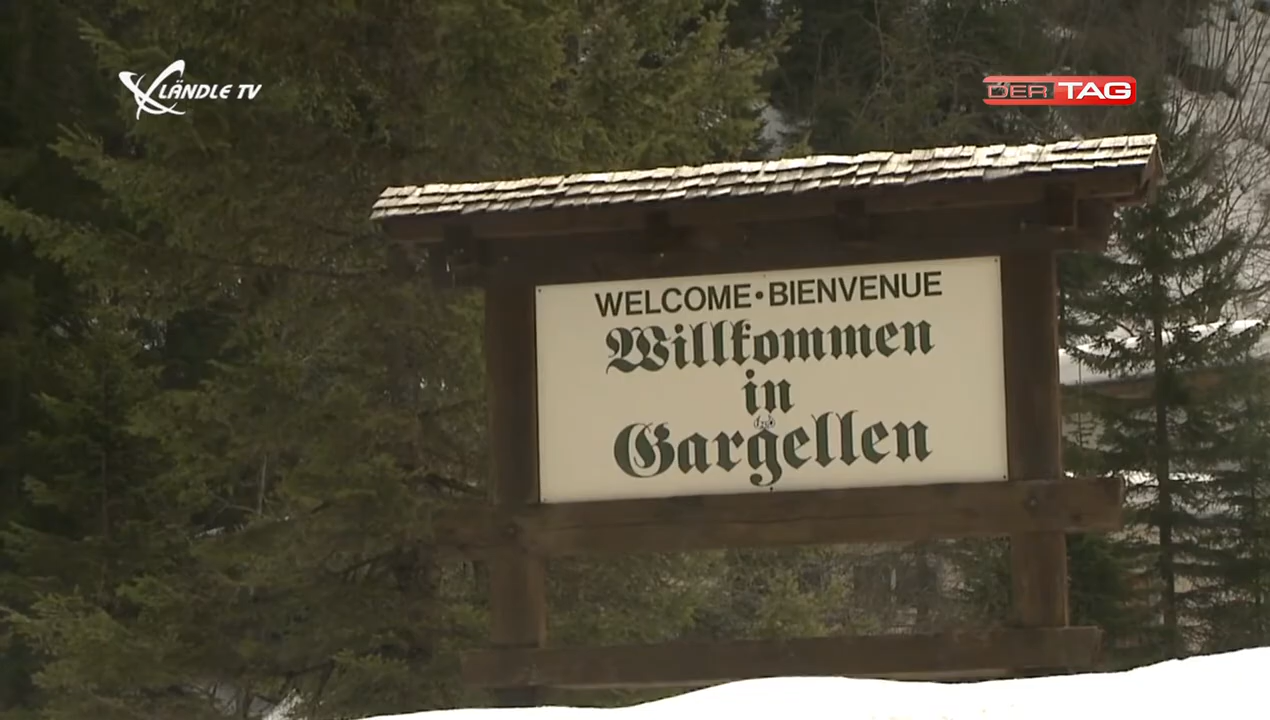 LÄNDLE TV
DER TAG
WELCOME•BIENVENUE
Willkommen
in
Gargellen